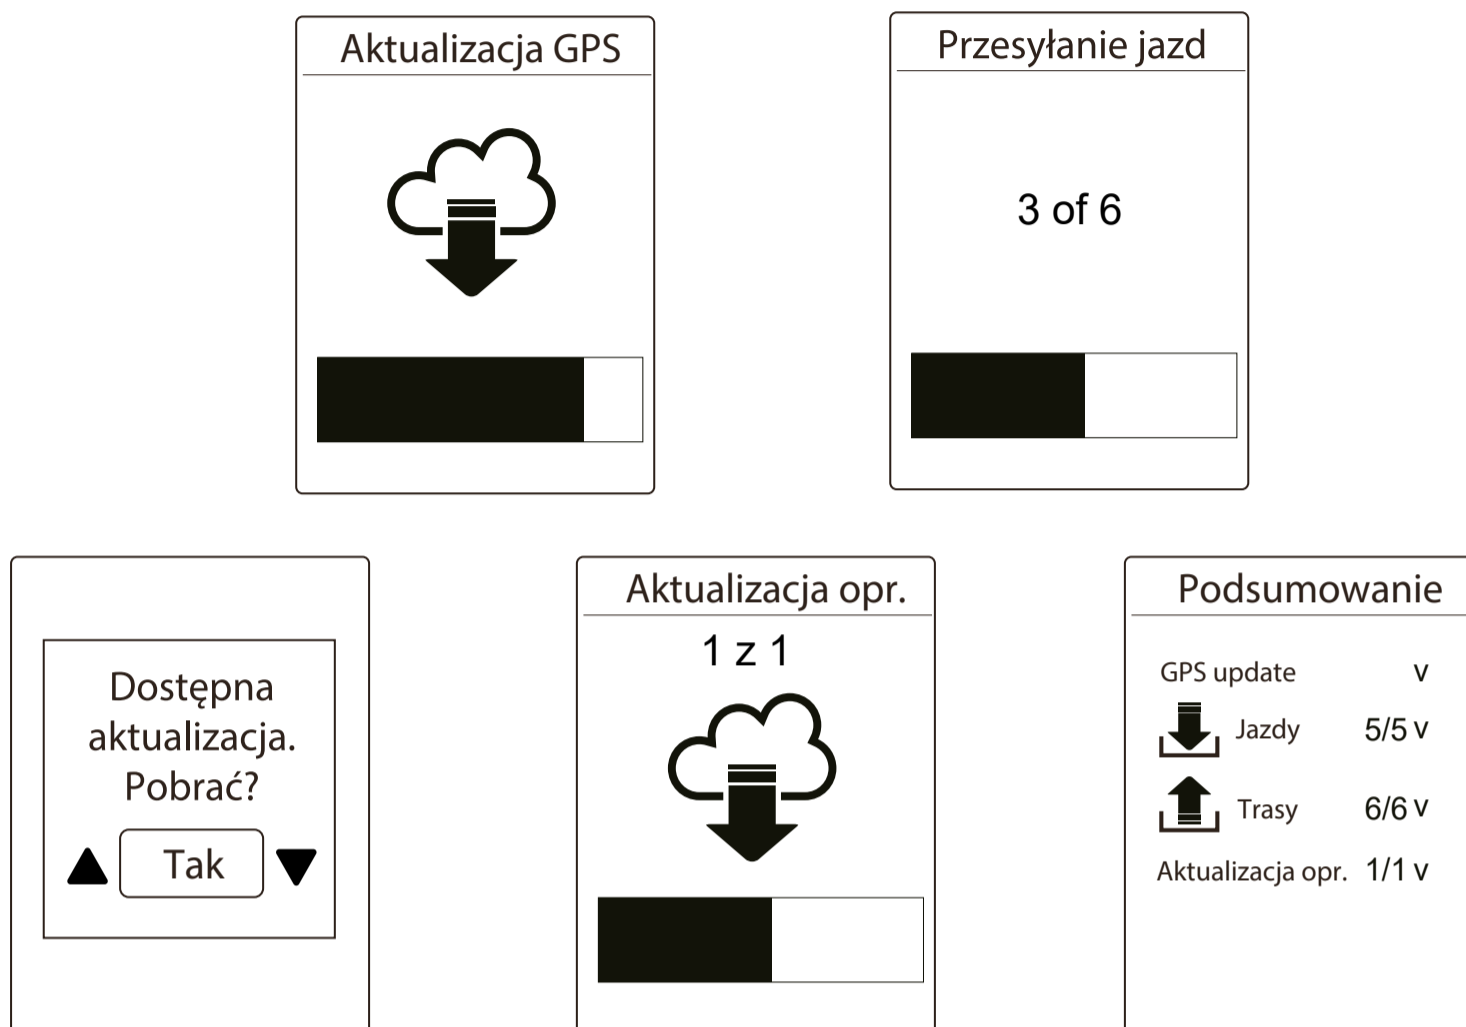 Aktualizacja GPS
Przesyłanie jazd
3 of 6
Dostępna
aktualizacja.
Pobrać?
Tak
Aktualizacja opr.
1 z 1
Podsumowanie
GPS update v
Jazdy 5/5 v
Trasy 6/6 v
Aktualizacja opr. 1/1 v